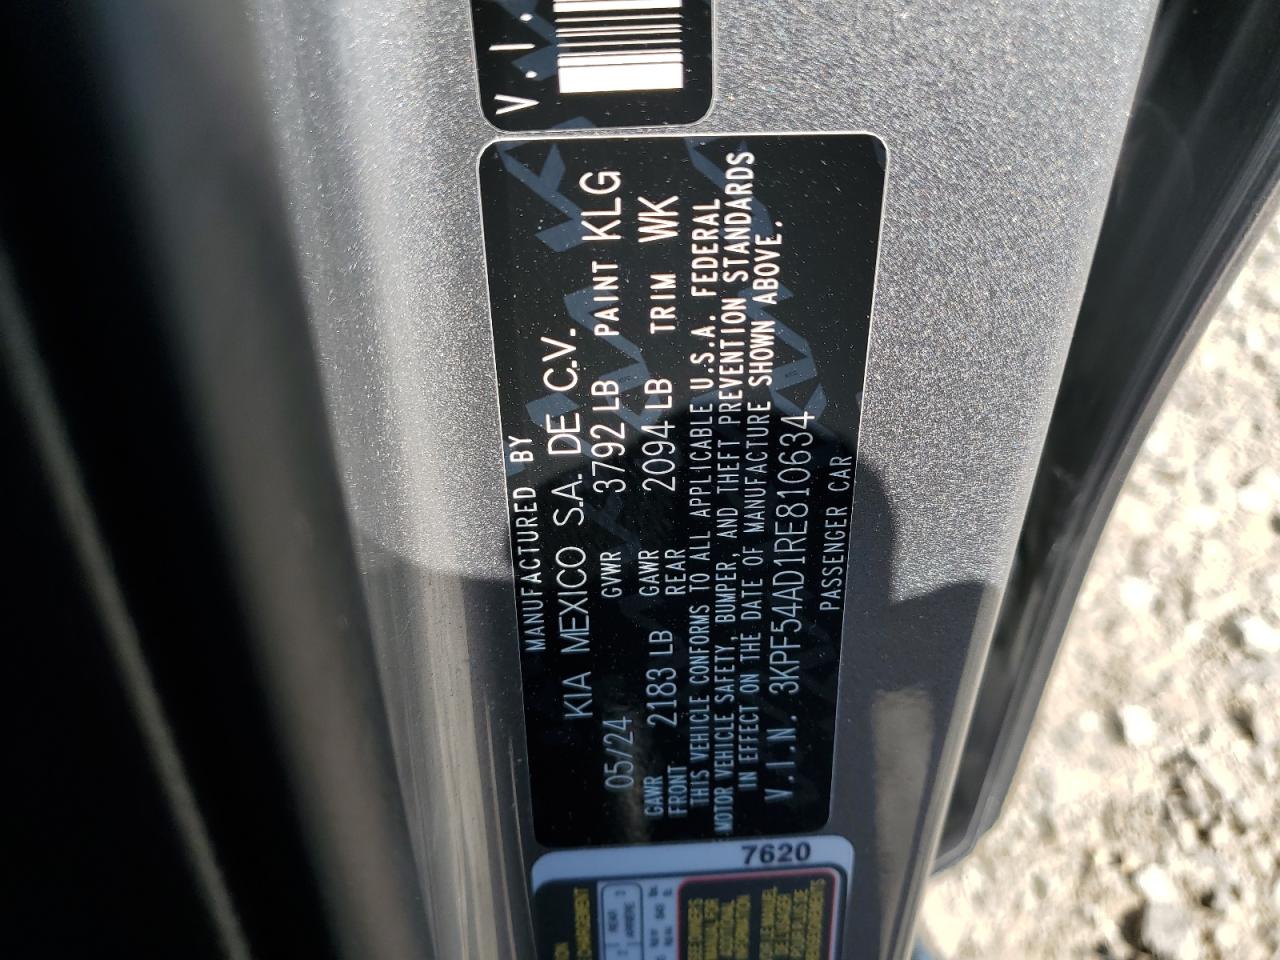 V.I.
MANUFACTURED BY
KIA MEXICO S.A. DE C.V.
05/24 GVWR 3792 LB PAINT KLG
GAWR FRONT 2183 LB GAWR REAR 2094 LB TRIM WK
THIS VEHICLE CONFORMS TO ALL APPLICABLE U.S.A. FEDERAL
MOTOR VEHICLE SAFETY, BUMPER, AND THEFT PREVENTION STANDARDS
IN EFFECT ON THE DATE OF MANUFACTURE SHOWN ABOVE.
V.I.N. 3KPF54AD1RE810634
PASSENGER CAR
7620